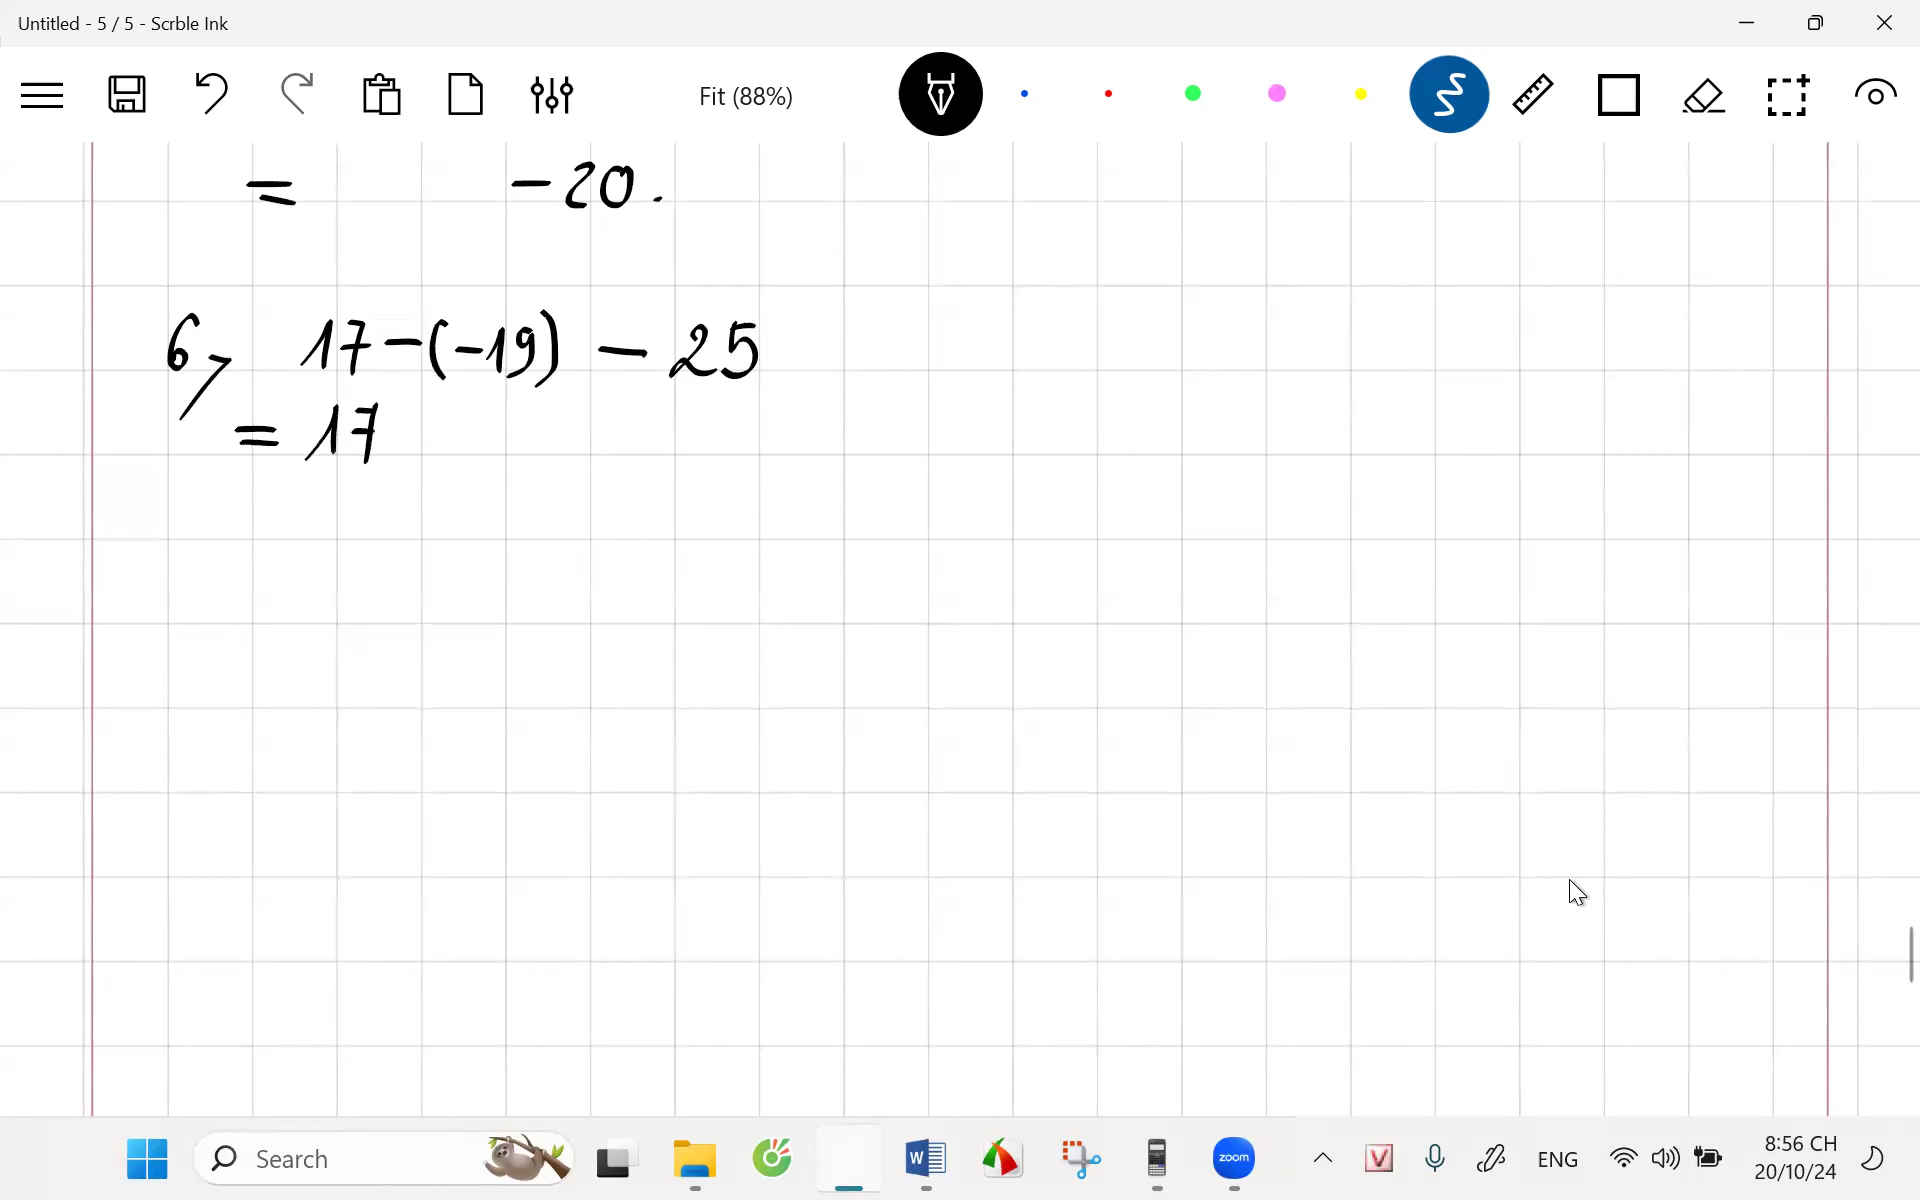 Untitled - 5 / 5 - Scrble Ink
Fit (88%)
= -20.
6, 17-(-19) - 25
= 17
Search
W
zoom
V
ENG
8:56 CH
20/10/24